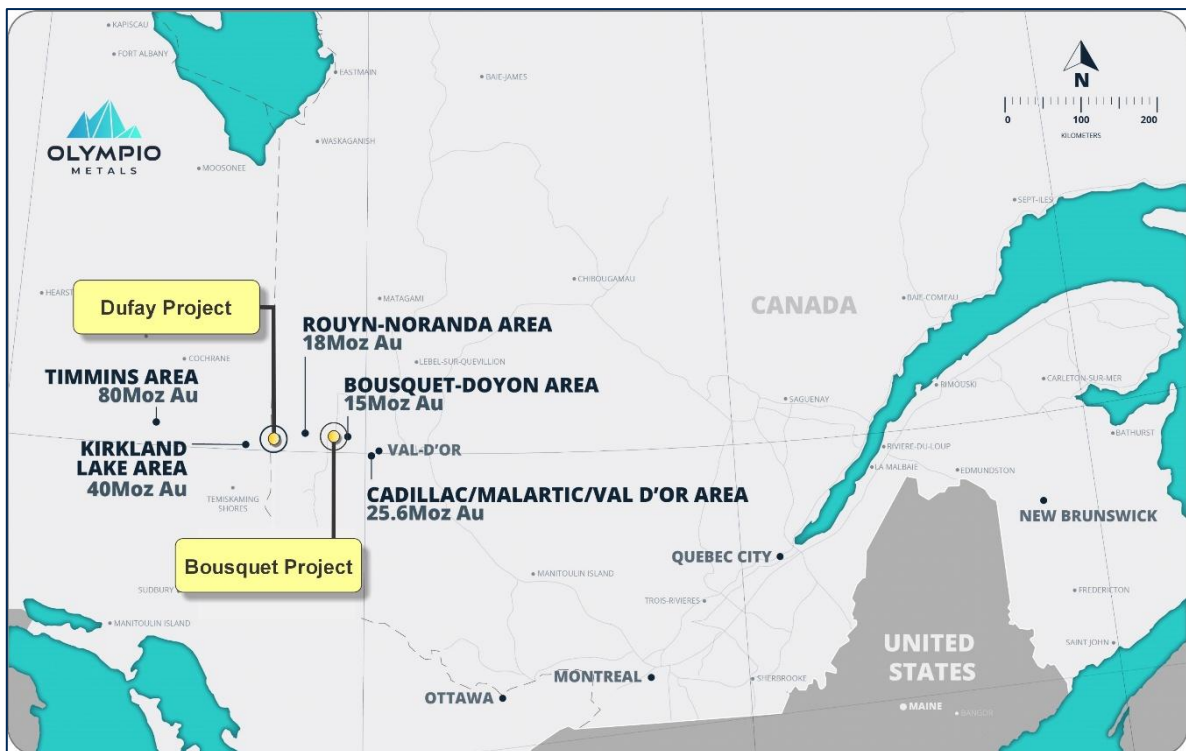 KAPISCAU
FORT ALBANY
EASTMAIN
BAIE-JAMES
N
0 100 200
KILOMETERS
OLYMPIO
METALS
WASKAGANISH
MOOSONEE
SEPT-ILES
CHIBOUGAMAU
HEARST
MATAGAMI
CANADA
BAIE-COMEAU
Dufay Project
ROUYN-NORANDA AREA
18Moz Au
COCHRANE
LEBEL-SUR-QUEVILLION
TIMMINS AREA
80Moz Au
BOUSQUET-DOYON AREA
15Moz Au
RIMOUSKI
CARLETON-SUR-MER
SAGUENAY
KIRKLAND
LAKE AREA
40Moz Au
VAL-D'OR
RIVIERE-DU-LOUP
BATHURST
LA MALBAIE
EDMUNDSTON
TEMISKAMING
SHORES
CADILLAC/MALARTIC/VAL D'OR AREA
25.6Moz Au
NEW BRUNSWICK
Bousquet Project
QUEBEC CITY
MANITOULIN ISLAND
SUDBURY
TROIS-RIVIERES
FREDERICTON
MANITOULIN ISLAND
UNITED
STATES
SAINT JOHN
MONTREAL
SHERBROOKE
OTTAWA
MAINE
BANGOR